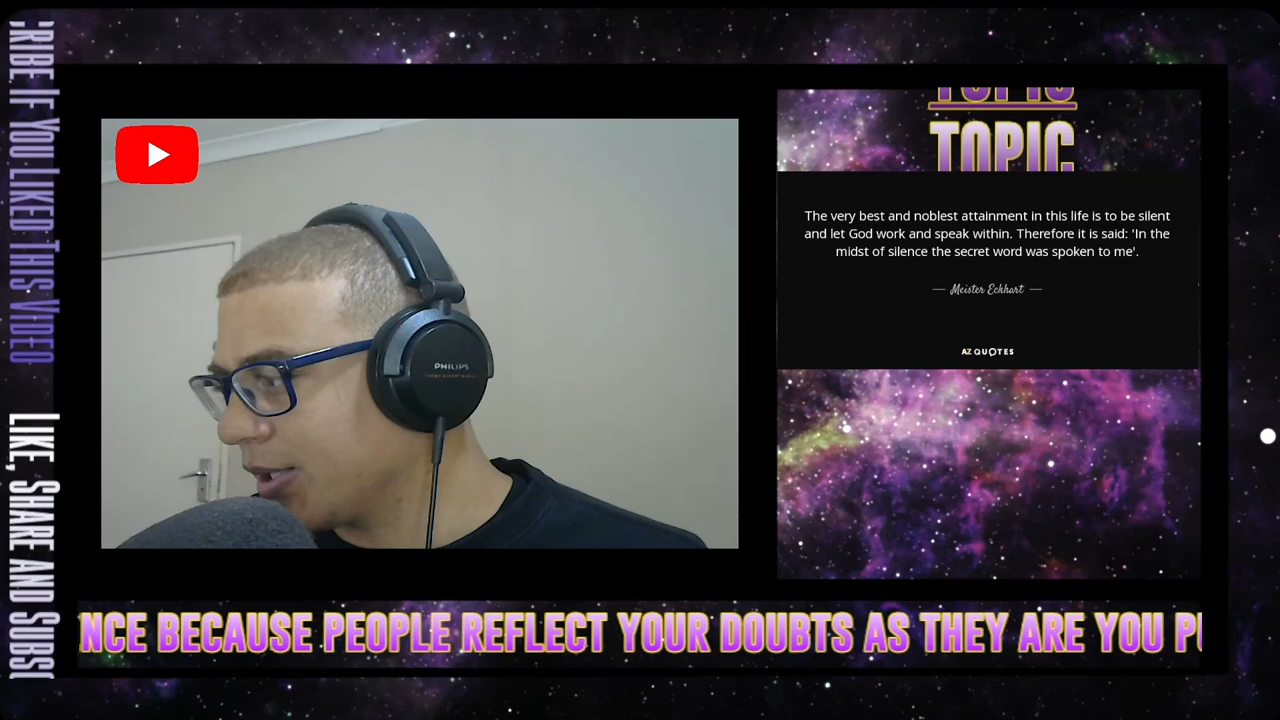 RIBE IF YOU LIKED THIS VIDEO
LIKE, SHARE AND SUBSC
PHILIPS
TOPIC
TOPIC
The very best and noblest attainment in this life is to be silent
and let God work and speak within. Therefore it is said: 'In the
midst of silence the secret word was spoken to me'.
— Meister Eckhart —
AZ QUOTES
NCE BECAUSE PEOPLE REFLECT YOUR DOUBTS AS THEY ARE YOU